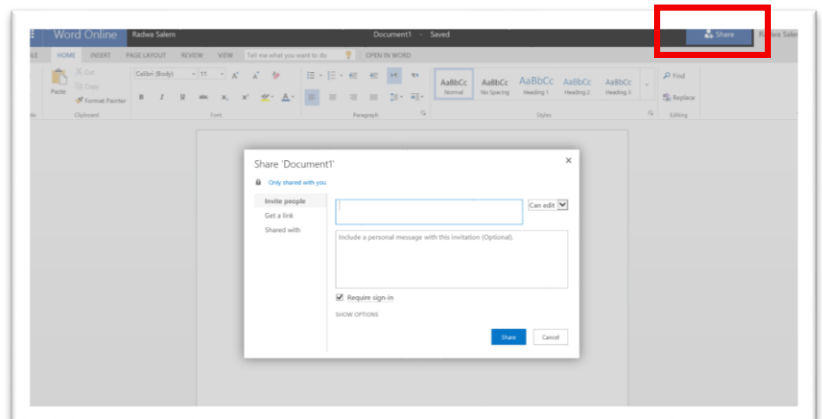 Word Online Radwa Salem Document1 - Saved Share Radwa Salem
HOME INSERT PAGE LAYOUT REVIEW VIEW Tell me what you want to do OPEN IN WORD
Paste
Cut
Copy
Format Painter
Clipboard
Calibri (Body) 11
B I U abc
Font
Paragraph
AaBbCc AaBbCc AaBbCc AaBbCc AaBbCc
Normal No Spacing Heading 1 Heading 2 Heading 3
Styles
Find
Replace
Editing
Share 'Document1'
Only shared with you
Invite people
Get a link
Shared with
Can edit
Include a personal message with this invitation (Optional).
Require sign-in
SHOW OPTIONS
Share Cancel